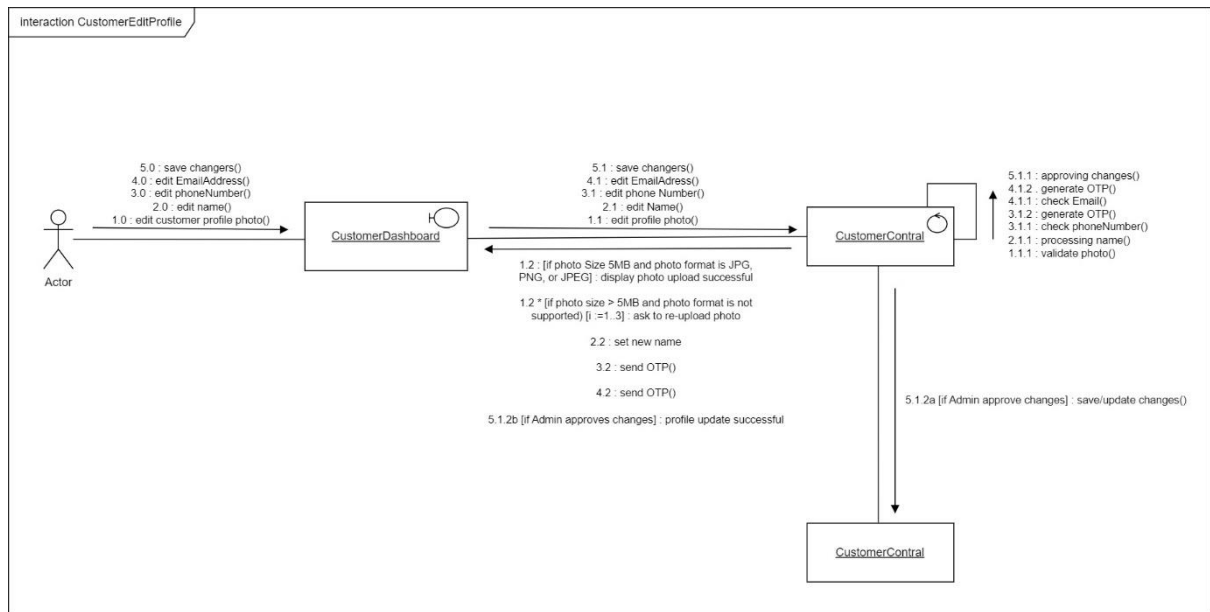 interaction CustomerEditProfile
5.0 : save changers()
4.0 : edit EmailAddress()
3.0 : edit phoneNumber()
2.0 : edit name()
1.0 : edit customer profile photo()
Actor
CustomerDashboard
5.1 : save changers()
4.1 : edit EmailAdress()
3.1 : edit phone Number()
2.1 : edit Name()
1.1 : edit profile photo()
1.2 : [if photo Size 5MB and photo format is JPG,
PNG, or JPEG] : display photo upload successful
1.2 * [if photo size > 5MB and photo format is not
supported) [i :=1..3] : ask to re-upload photo
2.2 : set new name
3.2 : send OTP()
4.2 : send OTP()
5.1.2b [if Admin approves changes] : profile update successful
CustomerContral
5.1.1 : approving changes()
4.1.2 . generate OTP()
4.1.1 : check Email()
3.1.2 : generate OTP()
3.1.1 : check phoneNumber()
2.1.1 : processing name()
1.1.1 : validate photo()
5.1.2a [if Admin approve changes] : save/update changes()
CustomerContral